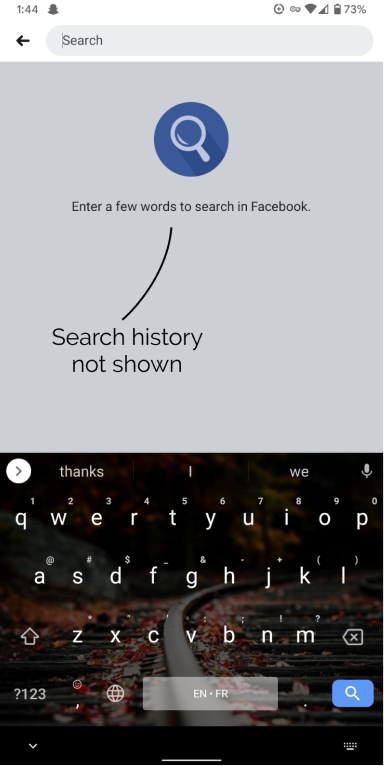 1:44 73%
Search
Enter a few words to search in Facebook.
Search history
not shown
thanks I we
1 2 3 4 5 6 7 8 9 0
q w e r t y u i o p
@ # $ _ & - + ( )
a s d f g h j k l
* " ' : ; ! ?
z x c v b n m
?123 , EN • FR .